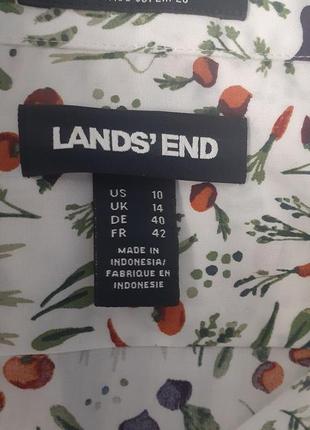 LANDS' END
US 10
UK 14
DE 40
FR 42
MADE IN
INDONESIA/
FABRIQUE EN
INDONESIE